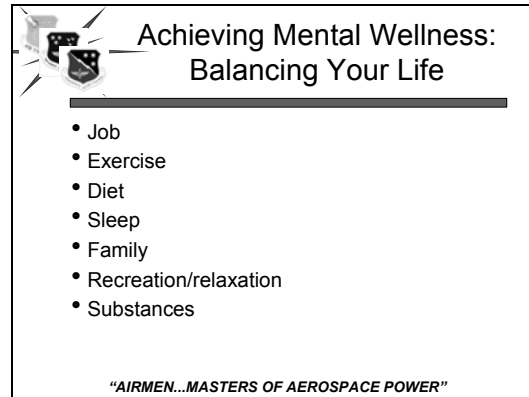 Achieving Mental Wellness:
Balancing Your Life
• Job
• Exercise
• Diet
• Sleep
• Family
• Recreation/relaxation
• Substances
“AIRMEN...MASTERS OF AEROSPACE POWER”